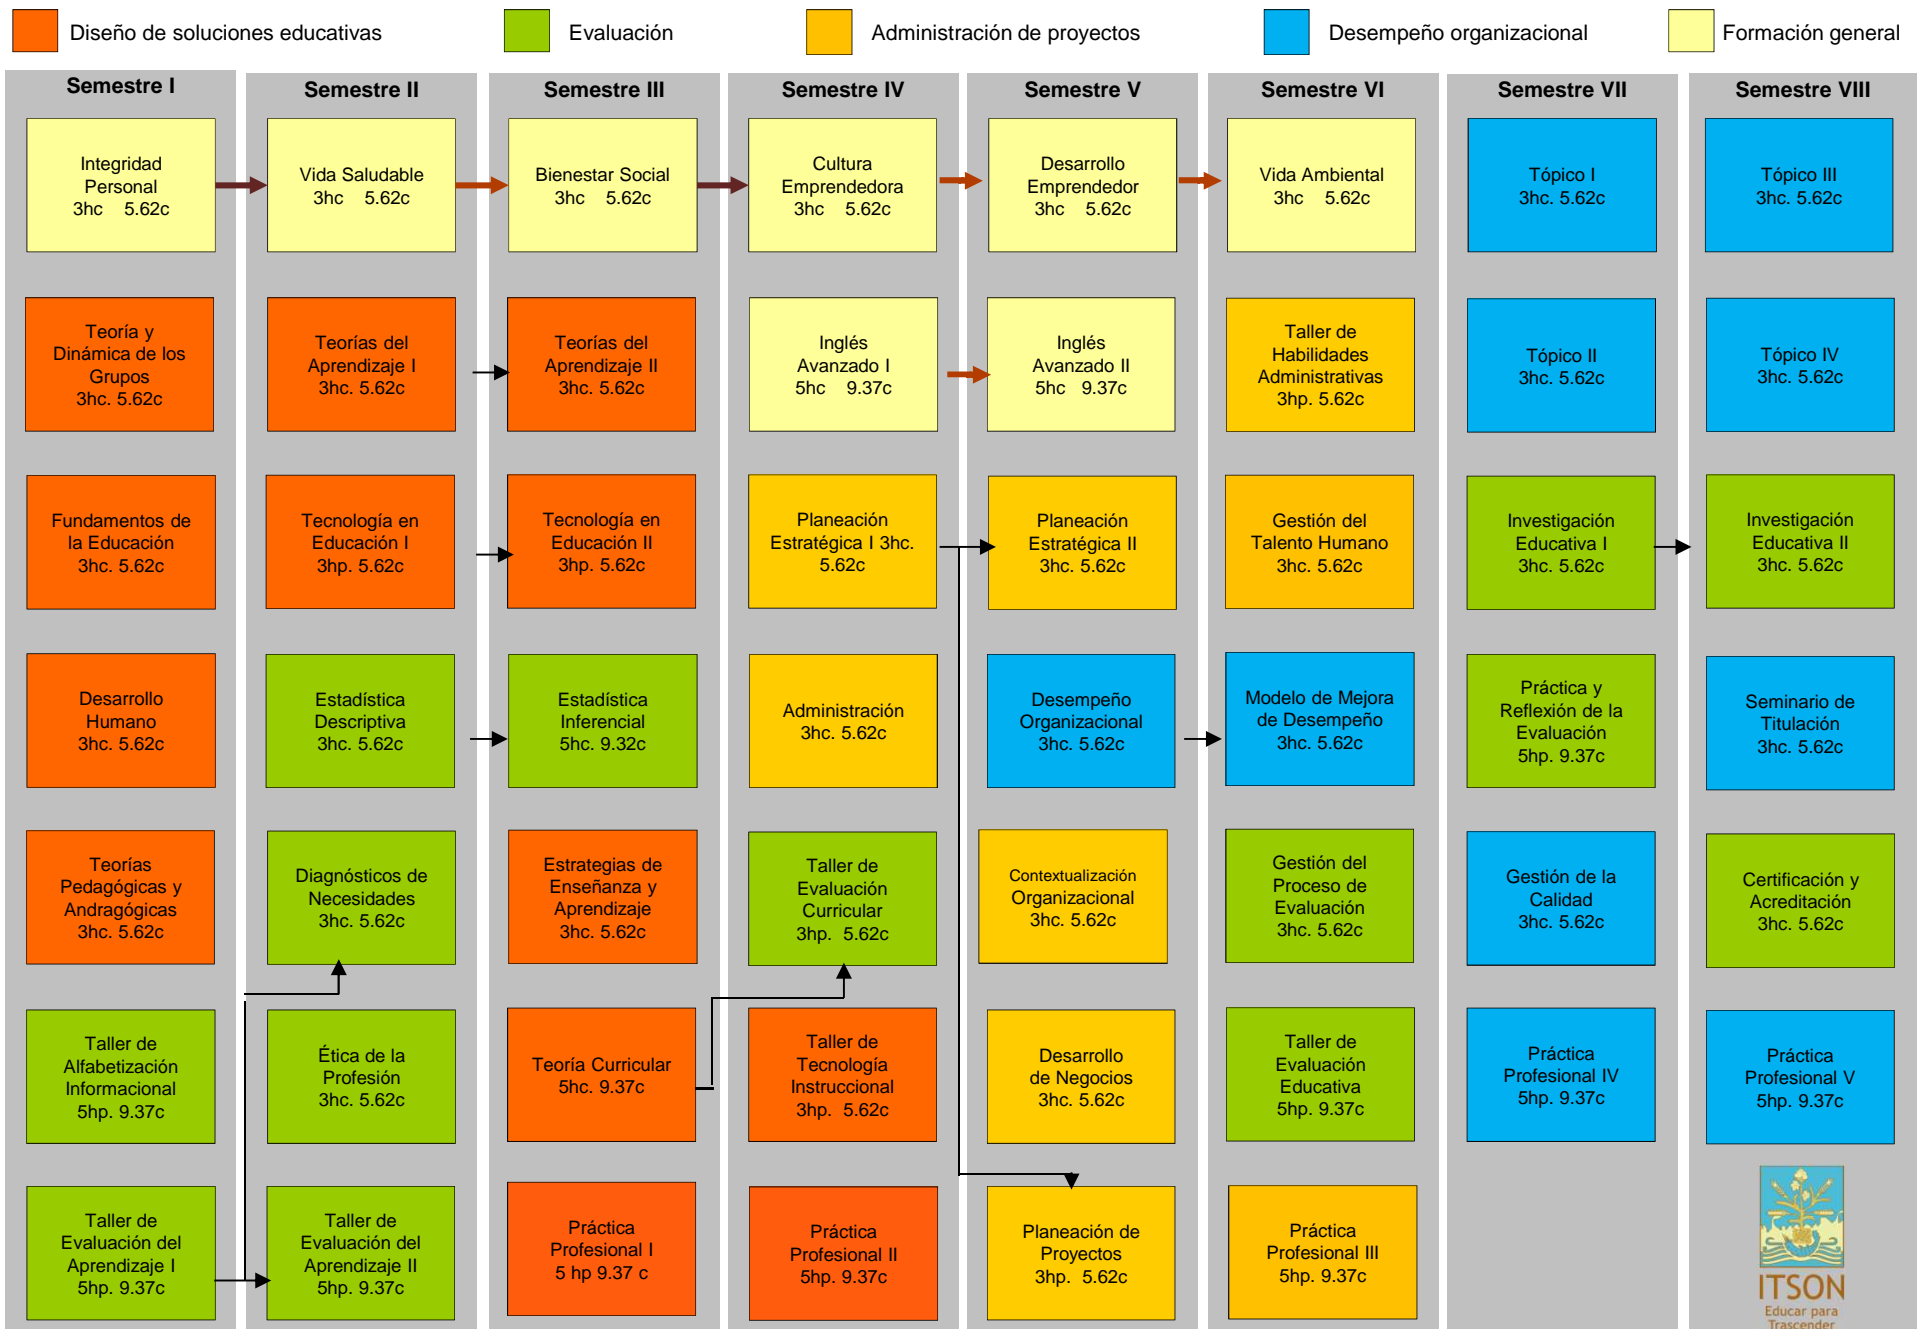 Diseño de soluciones educativas
Evaluación
Administración de proyectos
Desempeño organizacional
Formación general
Semestre I
Integridad
Personal
3hc 5.62c
Teoría y
Dinámica de los
Grupos
3hc. 5.62c
Fundamentos de
la Educación
3hc. 5.62c
Desarrollo
Humano
3hc. 5.62c
Teorías
Pedagógicas y
Andragógicas
3hc. 5.62c
Taller de
Alfabetización
Informacional
5hp. 9.37c
Taller de
Evaluación del
Aprendizaje I
5hp. 9.37c
Semestre II
Vida Saludable
3hc 5.62c
Teorías del
Aprendizaje I
3hc. 5.62c
Tecnología en
Educación I
3hp. 5.62c
Estadística
Descriptiva
3hc. 5.62c
Diagnósticos de
Necesidades
3hc. 5.62c
Ética de la
Profesión
3hc. 5.62c
Taller de
Evaluación del
Aprendizaje II
5hp. 9.37c
Semestre III
Bienestar Social
3hc 5.62c
Teorías del
Aprendizaje II
3hc. 5.62c
Tecnología en
Educación II
3hp. 5.62c
Estadística
Inferencial
5hc. 9.32c
Estrategias de
Enseñanza y
Aprendizaje
3hc. 5.62c
Teoría Curricular
5hc. 9.37c
Práctica
Profesional I
5 hp 9.37 c
Semestre IV
Cultura
Emprendedora
3hc 5.62c
Inglés
Avanzado I
5hc 9.37c
Planeación
Estratégica I 3hc.
5.62c
Administración
3hc. 5.62c
Taller de
Evaluación
Curricular
3hp. 5.62c
Taller de
Tecnología
Instruccional
3hp. 5.62c
Práctica
Profesional II
5hp. 9.37c
Semestre V
Desarrollo
Emprendedor
3hc 5.62c
Inglés
Avanzado II
5hc 9.37c
Planeación
Estratégica II
3hc. 5.62c
Desempeño
Organizacional
3hc. 5.62c
Contextualización
Organizacional
3hc. 5.62c
Desarrollo
de Negocios
3hc. 5.62c
Planeación de
Proyectos
3hp. 5.62c
Semestre VI
Vida Ambiental
3hc 5.62c
Taller de
Habilidades
Administrativas
3hp. 5.62c
Gestión del
Talento Humano
3hc. 5.62c
Modelo de Mejora
de Desempeño
3hc. 5.62c
Gestión del
Proceso de
Evaluación
3hc. 5.62c
Taller de
Evaluación
Educativa
5hp. 9.37c
Práctica
Profesional III
5hp. 9.37c
Semestre VII
Tópico I
3hc. 5.62c
Tópico II
3hc. 5.62c
Investigación
Educativa I
3hc. 5.62c
Práctica y
Reflexión de la
Evaluación
5hp. 9.37c
Gestión de la
Calidad
3hc. 5.62c
Práctica
Profesional IV
5hp. 9.37c
Semestre VIII
Tópico III
3hc. 5.62c
Tópico IV
3hc. 5.62c
Investigación
Educativa II
3hc. 5.62c
Seminario de
Titulación
3hc. 5.62c
Certificación y
Acreditación
3hc. 5.62c
Práctica
Profesional V
5hp. 9.37c
ITSON
Educar para
Trascender